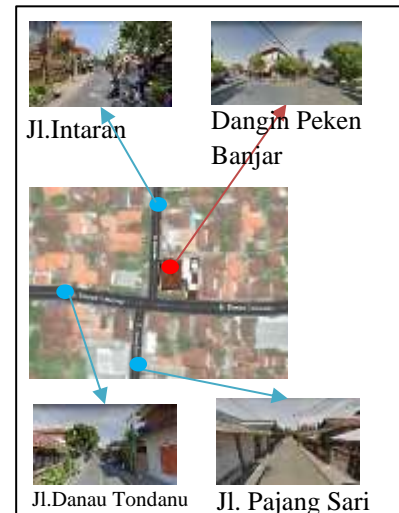 Jl.Intaran
Dangin Peken
Banjar
Jl.Danau Tondanu
Jl. Pajang Sari